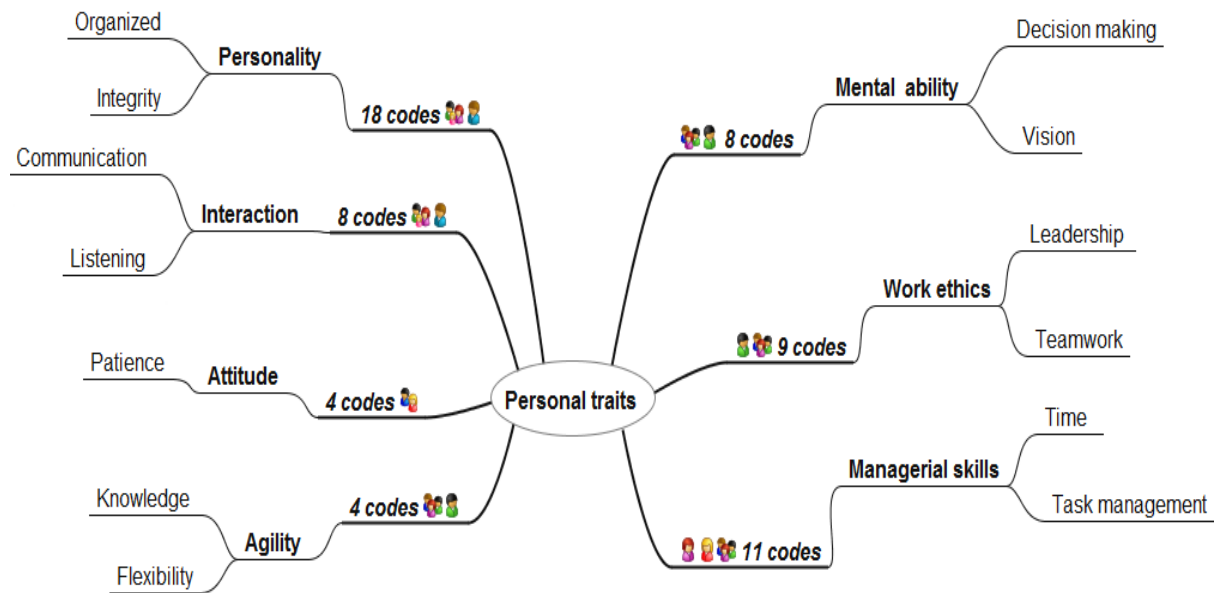 Organized
Personality
Integrity
18 codes
Communication
Interaction
8 codes
Listening
Patience
Attitude
4 codes
Knowledge
Agility
4 codes
Flexibility
Personal traits
Decision making
Mental ability
8 codes
Vision
Leadership
Work ethics
9 codes
Teamwork
Time
Managerial skills
11 codes
Task management